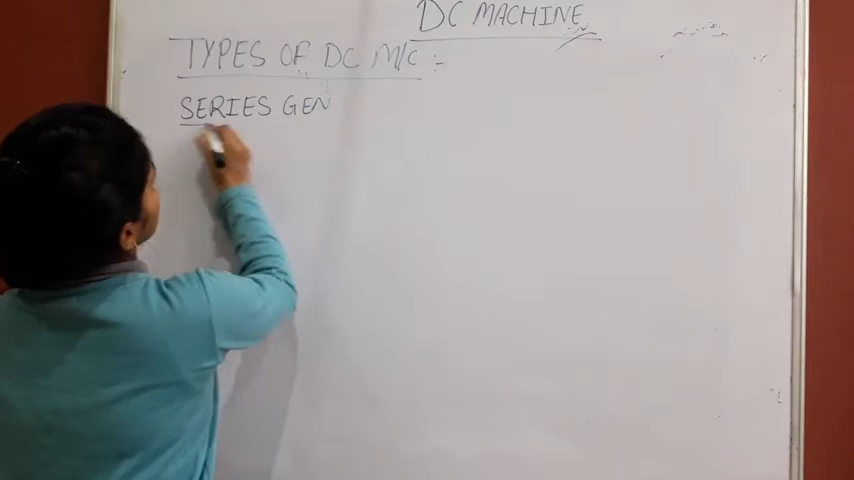 DC MACHINE
TYPES OF DC M/C :-
SERIES GEN